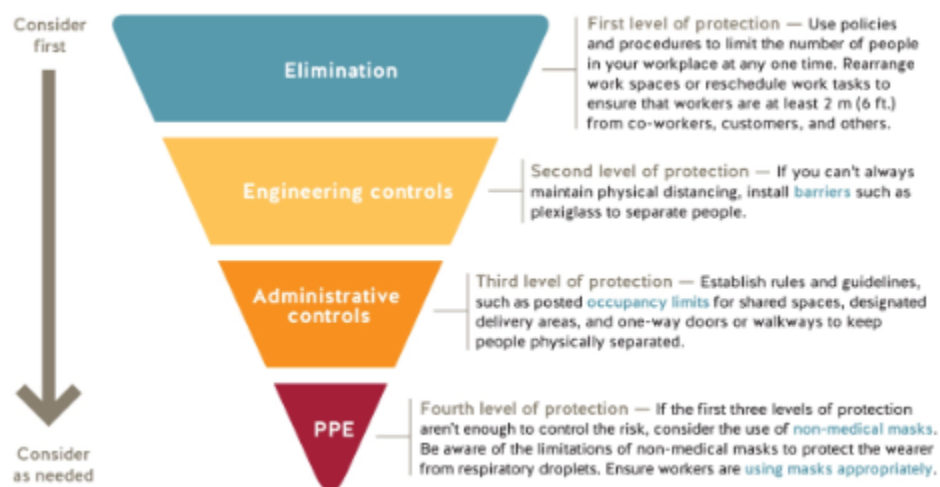 Consider
first
Elimination
First level of protection — Use policies
and procedures to limit the number of people
in your workplace at any one time. Rearrange
work spaces or reschedule work tasks to
ensure that workers are at least 2 m (6 ft.)
from co-workers, customers, and others.
Engineering controls
Second level of protection — If you can't always
maintain physical distancing, install barriers such as
plexiglass to separate people.
Administrative
controls
Third level of protection — Establish rules and guidelines,
such as posted occupancy limits for shared spaces, designated
delivery areas, and one-way doors or walkways to keep
people physically separated.
PPE
Fourth level of protection — If the first three levels of protection
aren't enough to control the risk, consider the use of non-medical masks.
Be aware of the limitations of non-medical masks to protect the wearer
from respiratory droplets. Ensure workers are using masks appropriately.
Consider
as needed